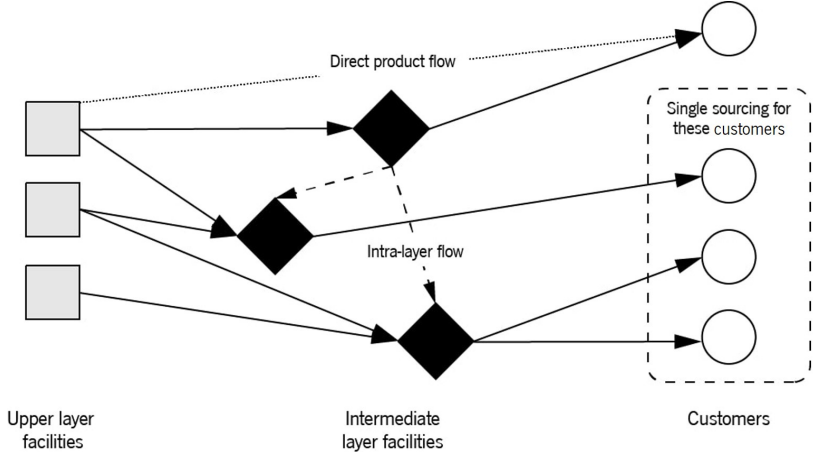 Direct product flow
Single sourcing for
these customers
Intra-layer flow
Upper layer
facilities
Intermediate
layer facilities
Customers